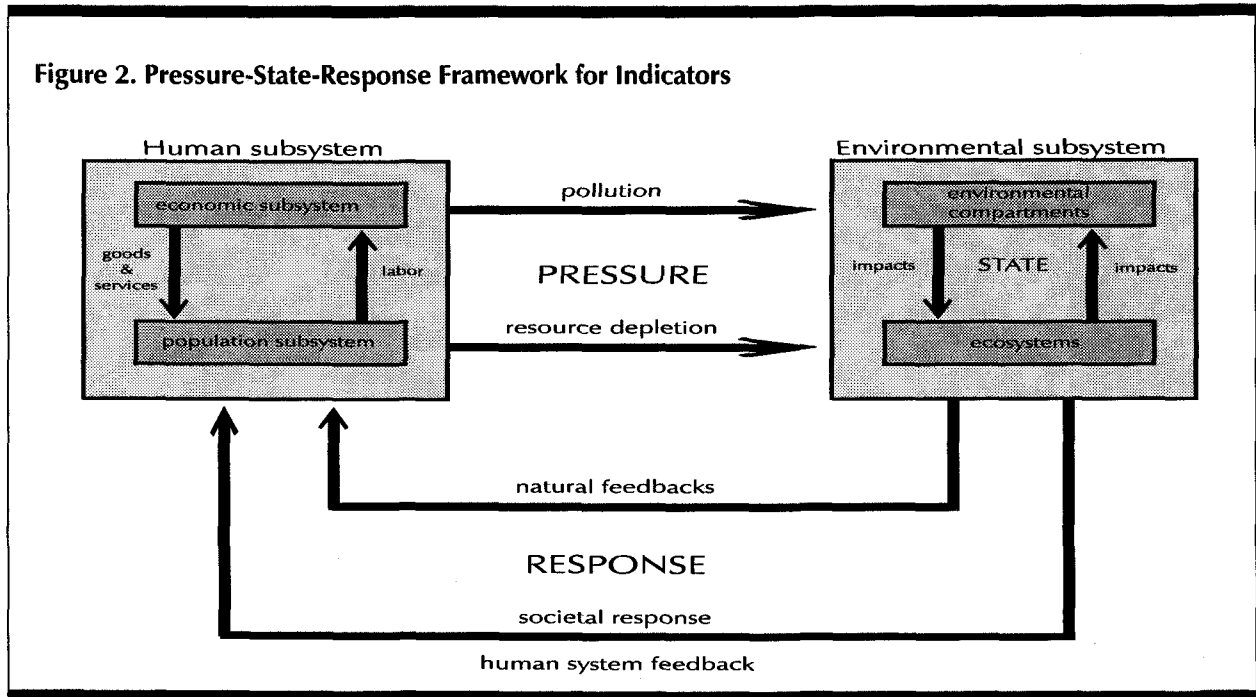 Figure 2. Pressure-State-Response Framework for Indicators
Human subsystem
economic subsystem
goods
&
services
labor
population subsystem
pollution
PRESSURE
resource depletion
Environmental subsystem
environmental
compartments
impacts
STATE
impacts
ecosystems
natural feedbacks
RESPONSE
societal response
human system feedback